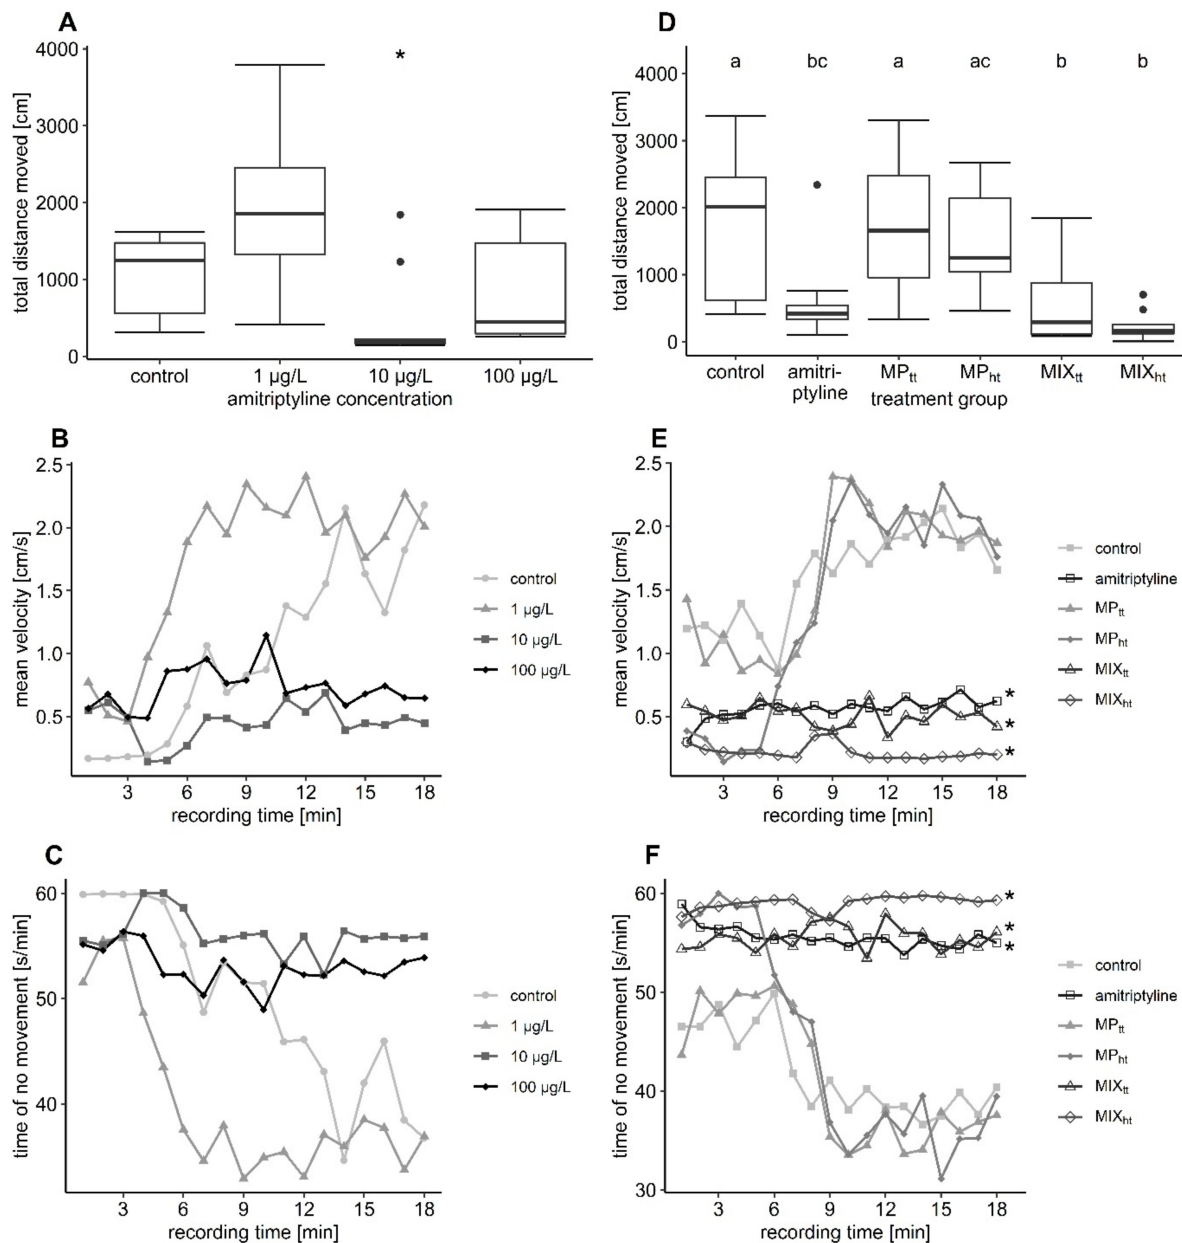 A
total distance moved [cm]
4000
3000
2000
1000
0
*
control
1 µg/L
10 µg/L
100 µg/L
amitriptyline concentration
D
total distance moved [cm]
4000
3000
2000
1000
0
a
bc
a
ac
b
b
control
amitri-
ptyline
MPtt
MPht
MIXtt
MIXht
treatment group
B
mean velocity [cm/s]
2.5
2.0
1.5
1.0
0.5
3
6
9
12
15
18
recording time [min]
control
1 µg/L
10 µg/L
100 µg/L
E
mean velocity [cm/s]
2.5
2.0
1.5
1.0
0.5
*
*
*
3
6
9
12
15
18
recording time [min]
control
amitriptyline
MPtt
MPht
MIXtt
MIXht
C
time of no movement [s/min]
60
50
40
3
6
9
12
15
18
recording time [min]
control
1 µg/L
10 µg/L
100 µg/L
F
time of no movement [s/min]
60
50
40
30
*
*
*
3
6
9
12
15
18
recording time [min]
control
amitriptyline
MPtt
MPht
MIXtt
MIXht